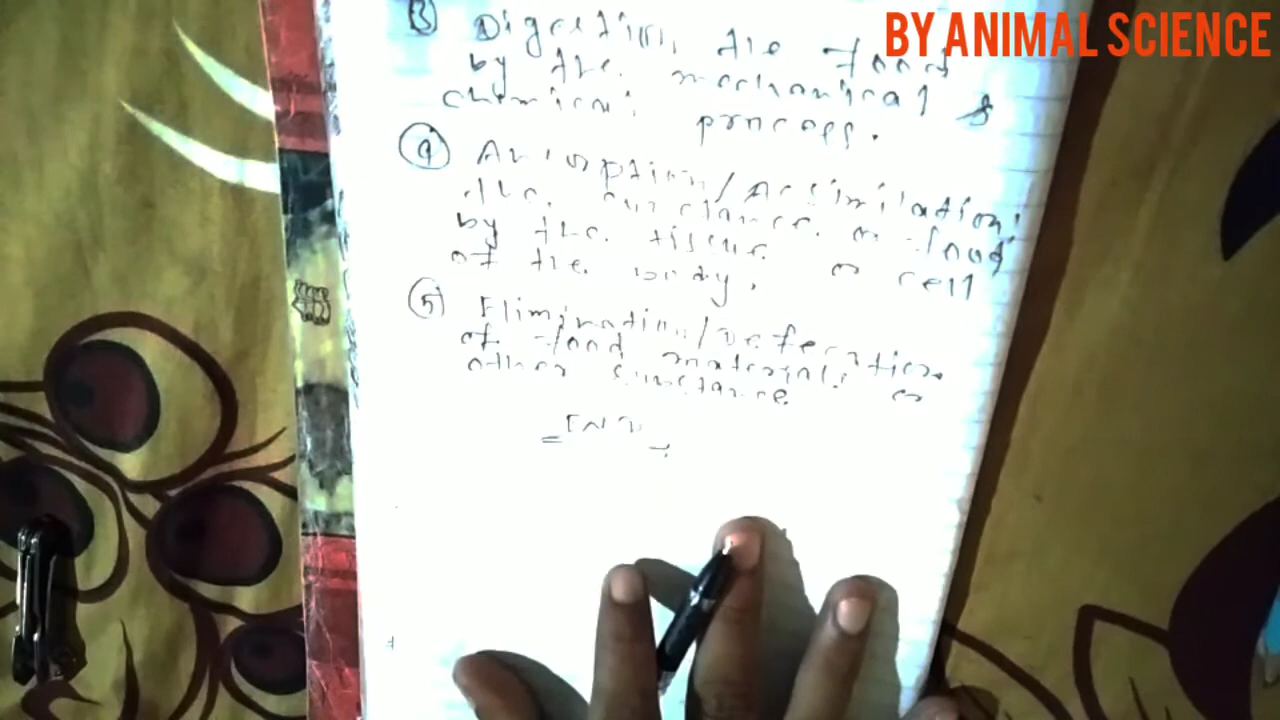 BY ANIMAL SCIENCE
3 Digestion, the food
by the mechanical &
chemical process.
4 Absorption/Assimilation:
the substance or food
by the tissue or cell
of the body.
5 Elimination/Defecation
of food materials or
other substance
= END =